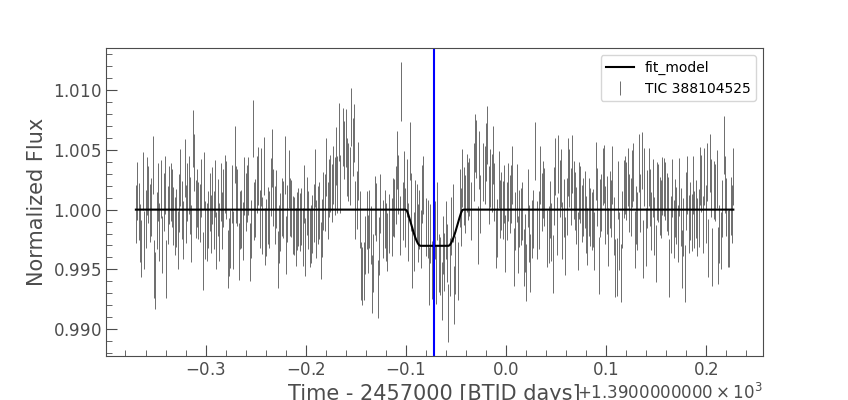 fit_model
TIC 388104525
Normalized Flux
1.010
1.005
1.000
0.995
0.990
−0.3
−0.2
−0.1
0.0
0.1
0.2
Time - 2457000 [BTJD days]
+1.3900000000 × 10³